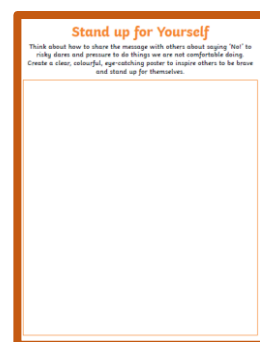 Stand up for Yourself
Think about how to share the message with others about saying 'No!' to
risky dares and pressure to do things we are not comfortable doing.
Create a clear, colourful, eye-catching poster to inspire others to be brave
and stand up for themselves.